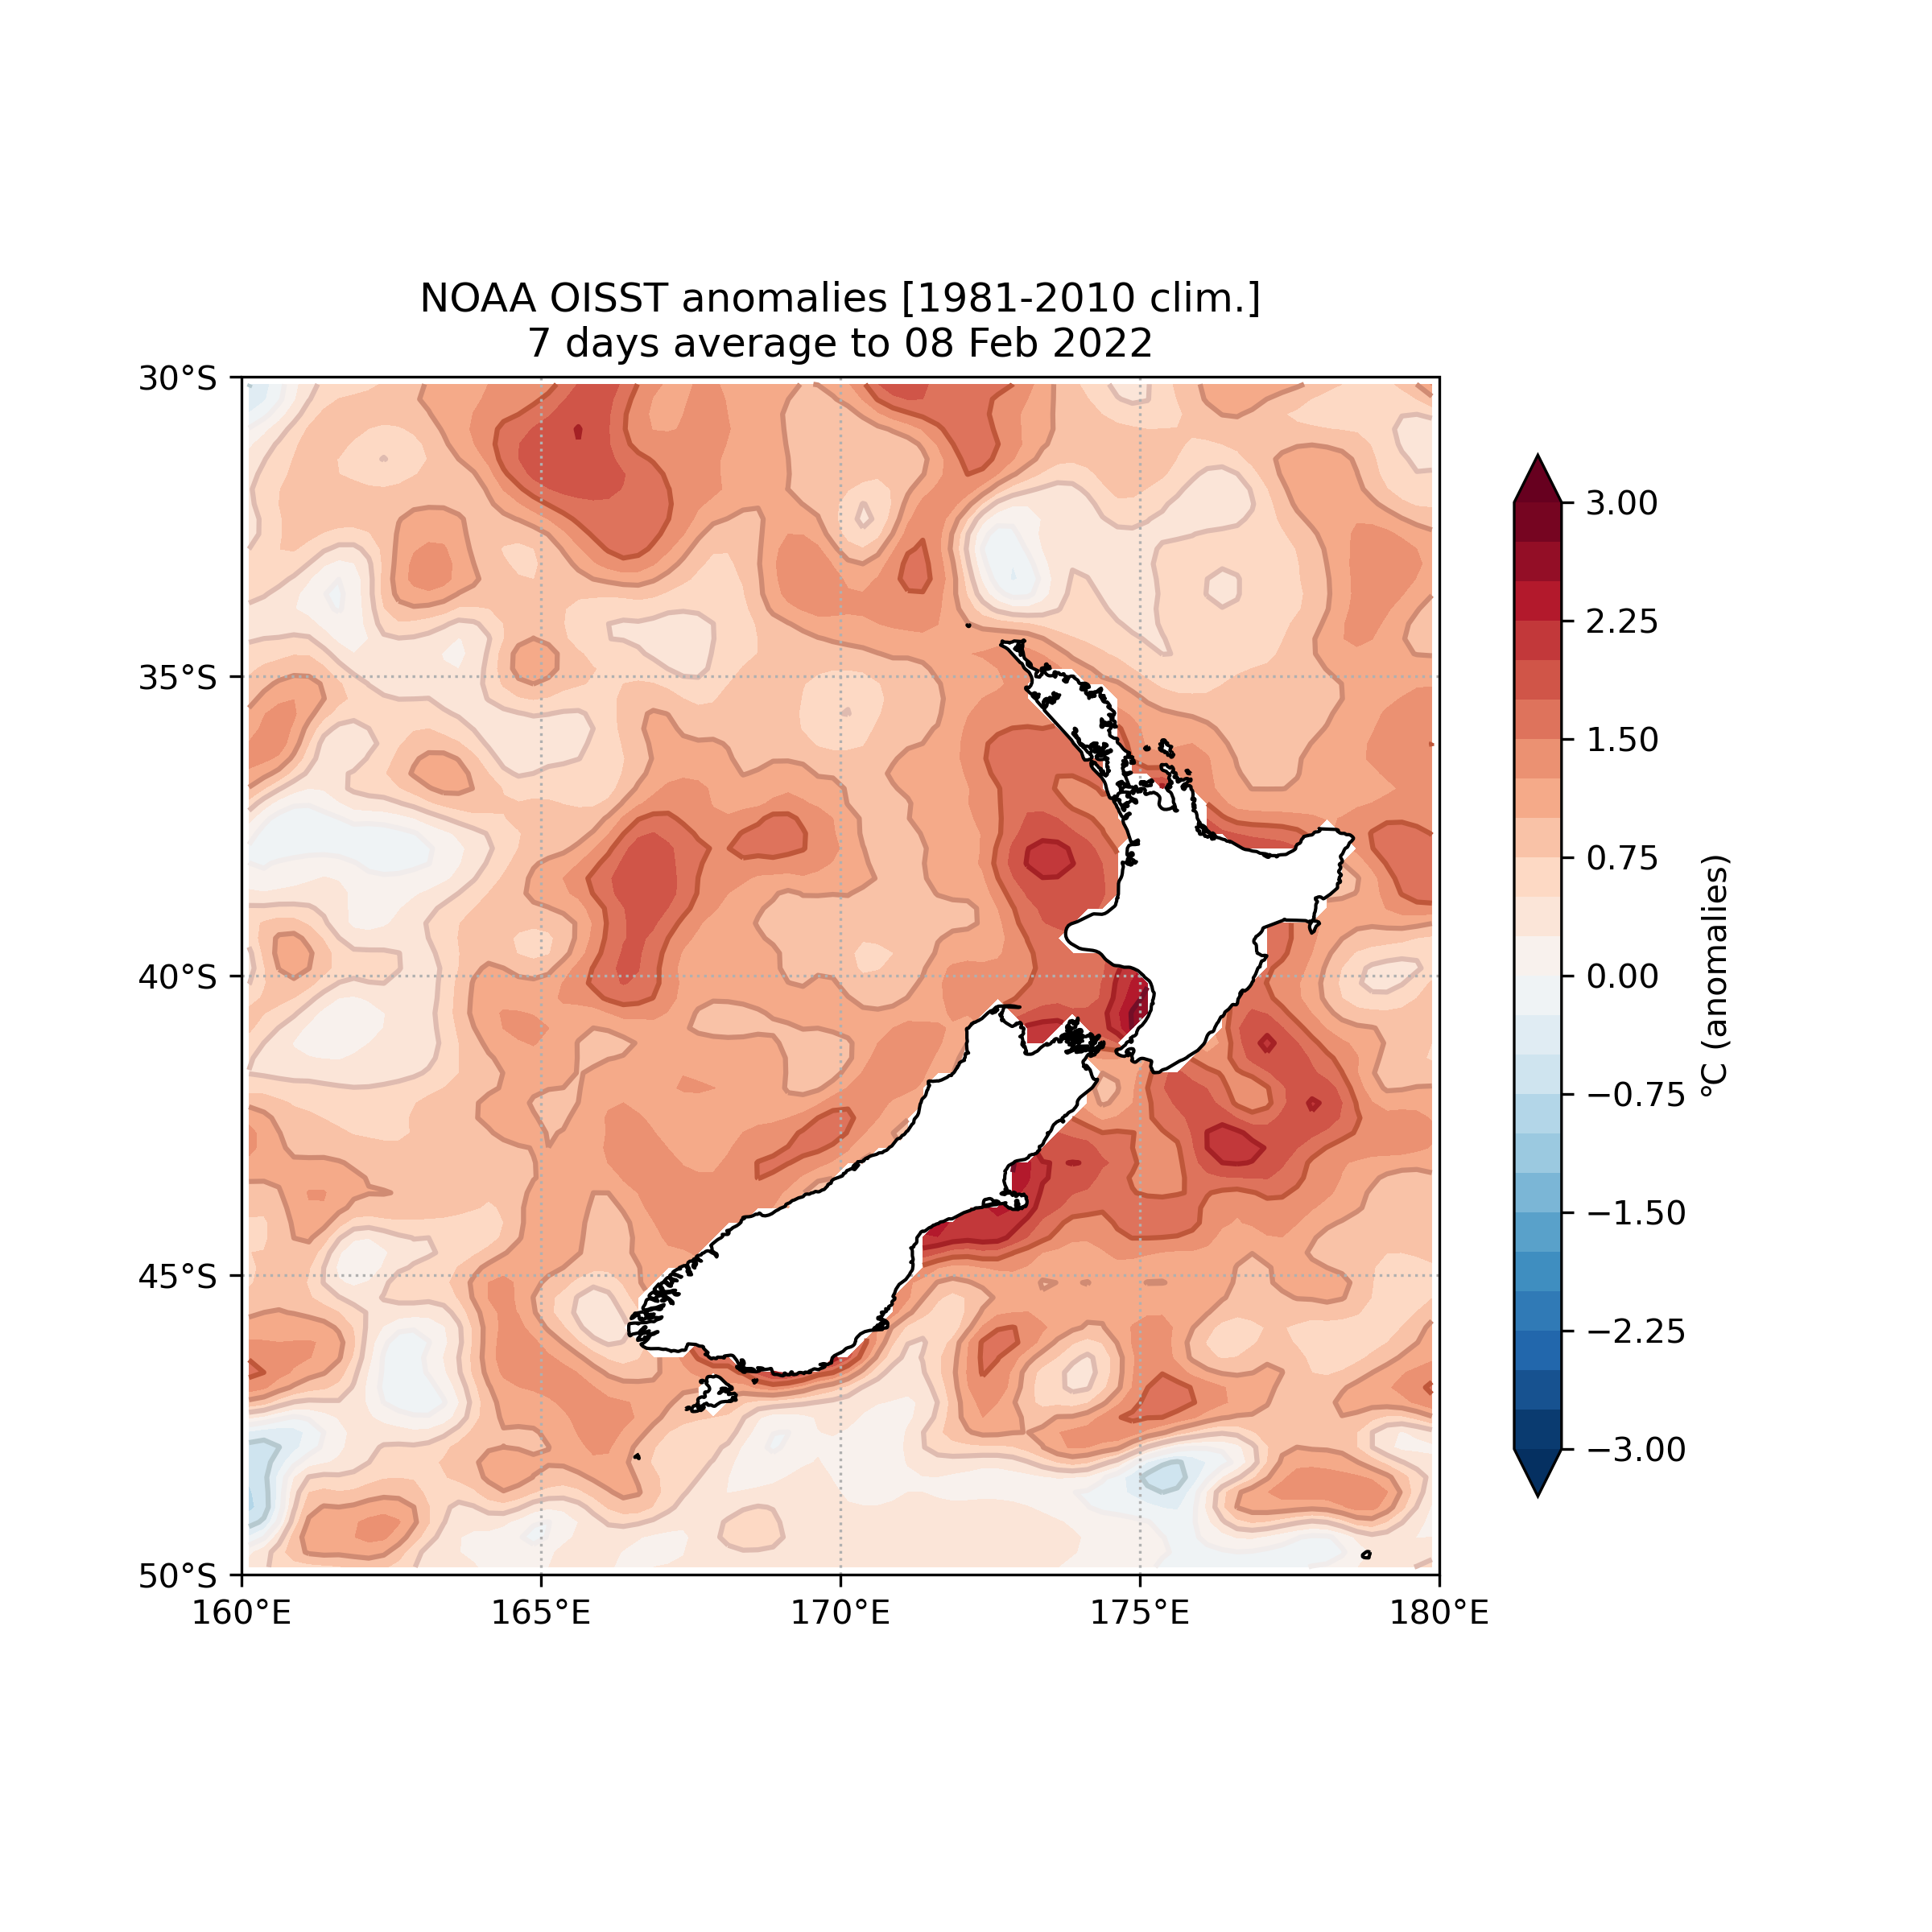 NOAA OISST anomalies [1981-2010 clim.]
7 days average to 08 Feb 2022
30°S
35°S
40°S
45°S
50°S
160°E
165°E
170°E
175°E
180°E
3.00
2.25
1.50
0.75
0.00
−0.75
−1.50
−2.25
−3.00
°C (anomalies)